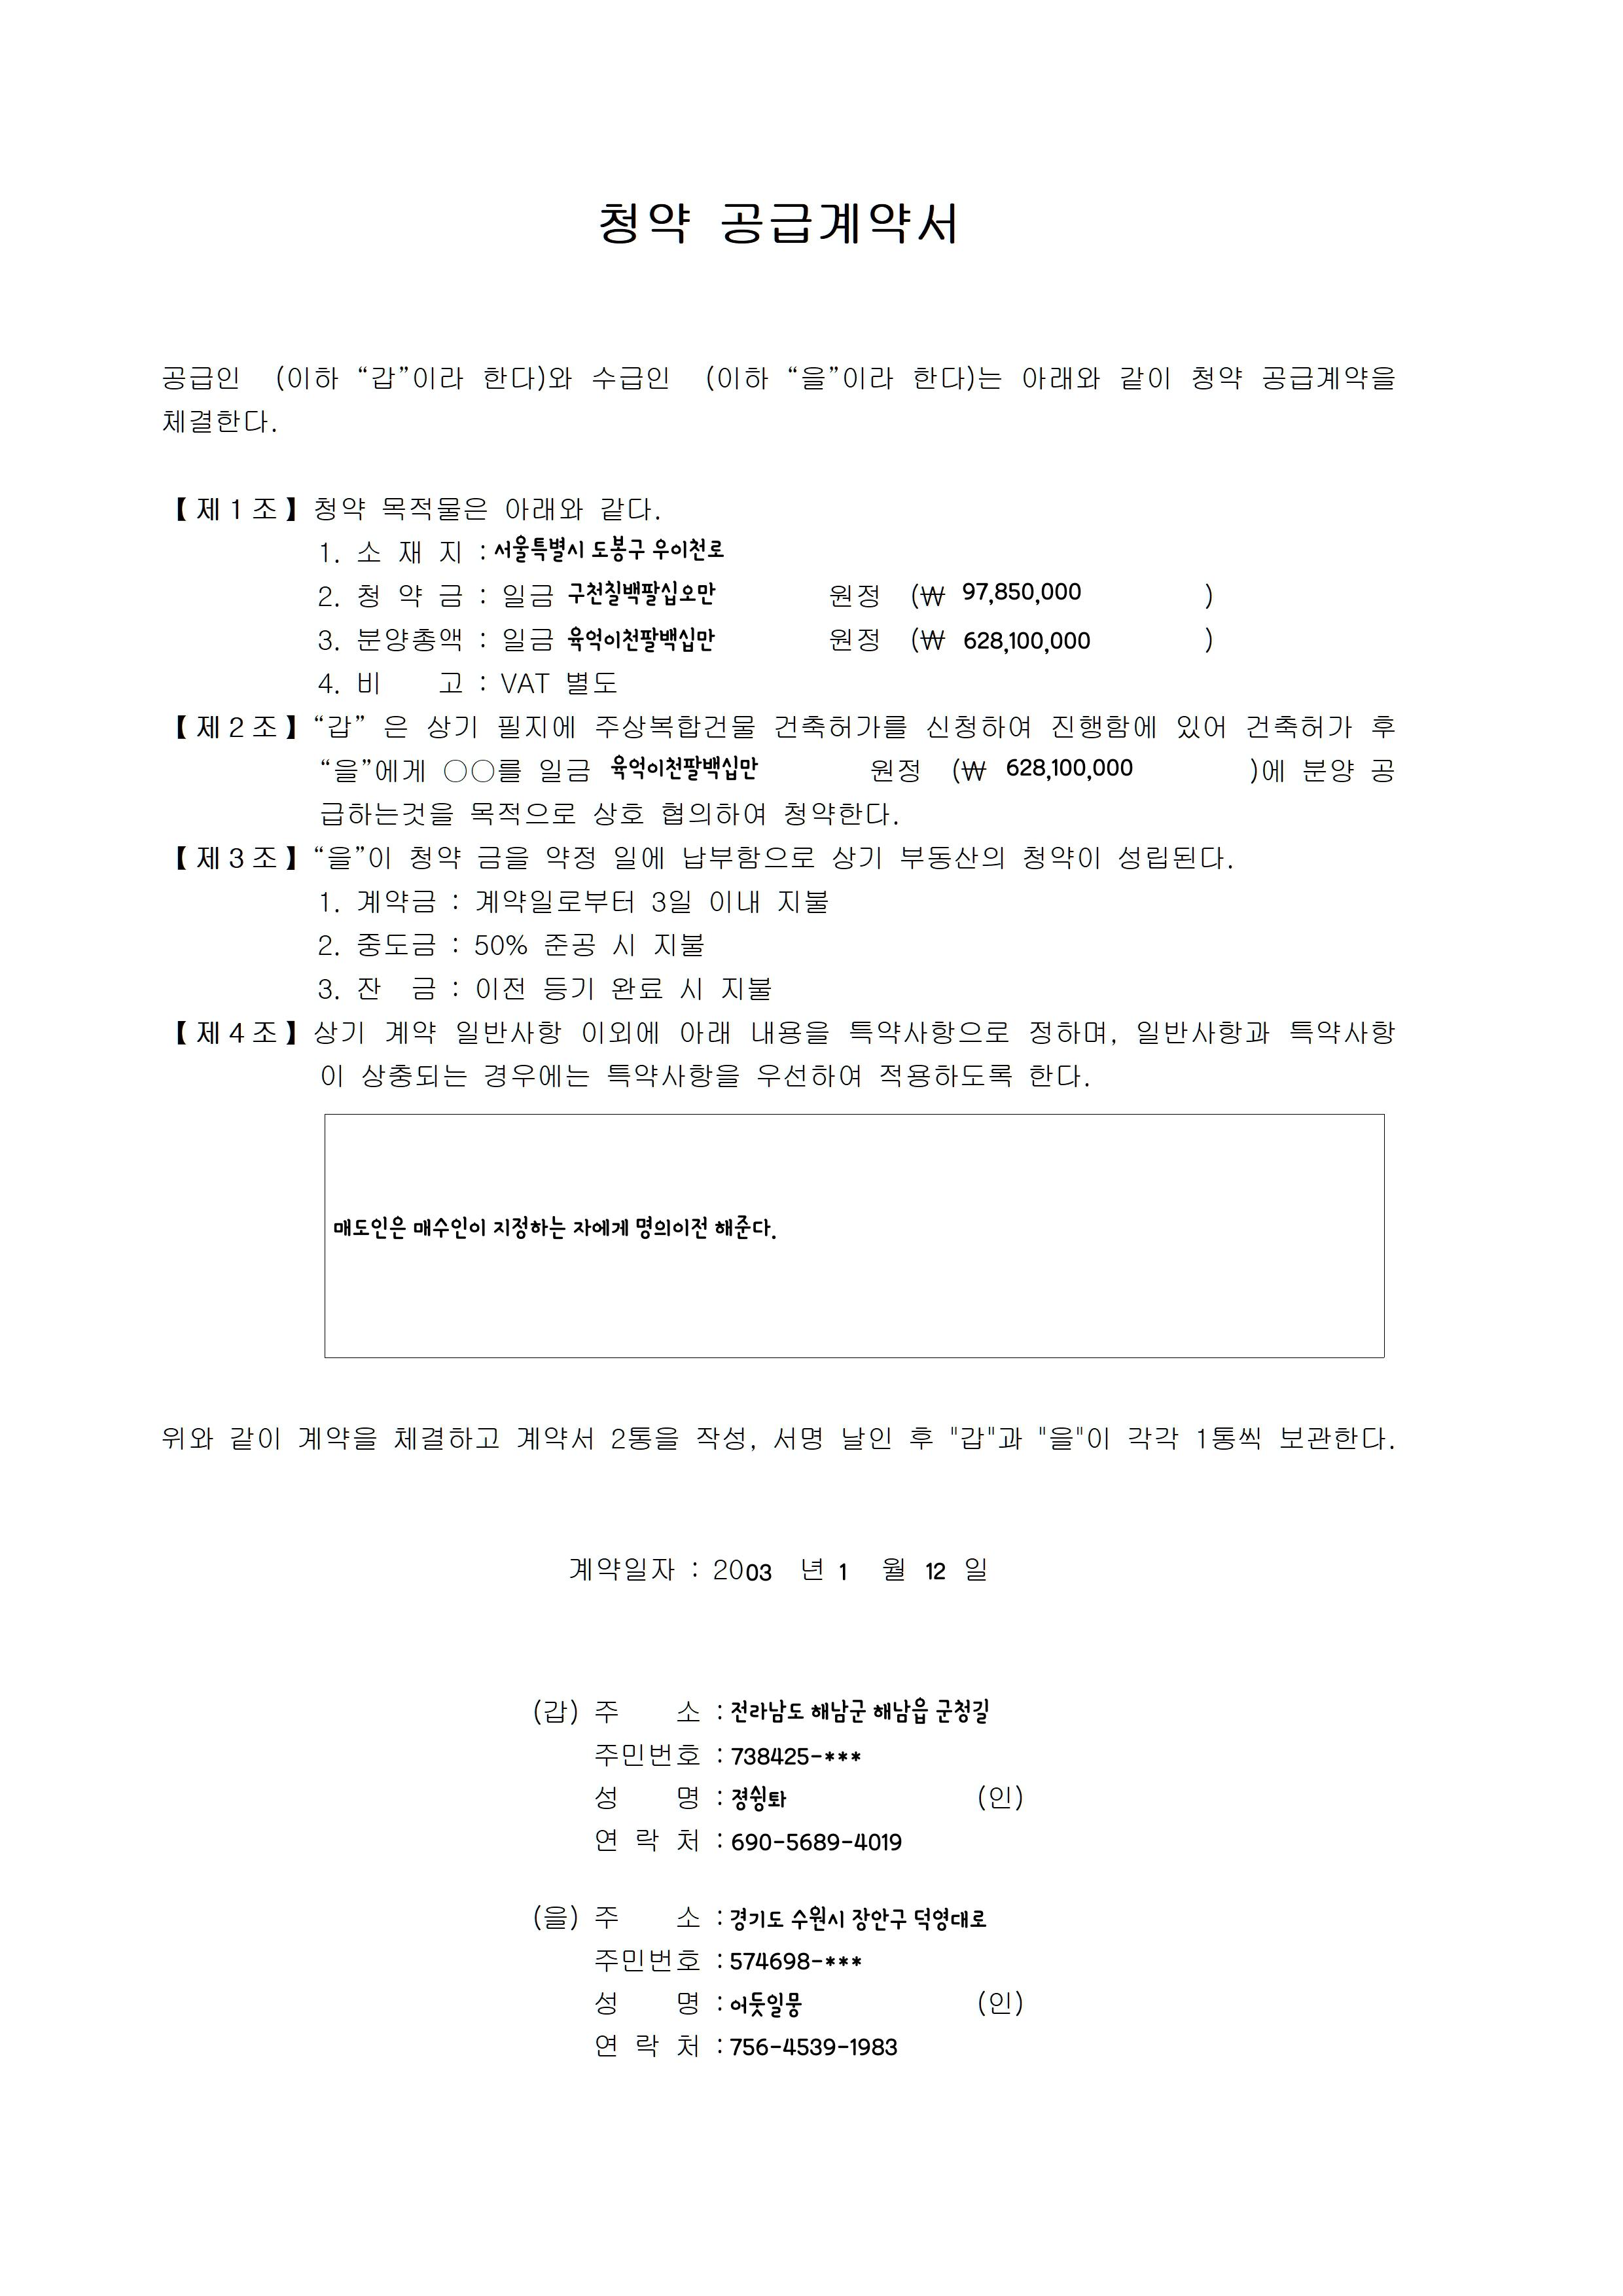 청약 공급계약서
공급인 (이하 “갑”이라 한다)와 수급인 (이하 “을”이라 한다)는 아래와 같이 청약 공급계약을
체결한다.
【제1조】청약 목적물은 아래와 같다.
1. 소 재 지 : 서울특별시 도봉구 우이천로
2. 청 약 금 : 일금 구천칠백팔십오만 원정 (₩ 97,850,000 )
3. 분양총액 : 일금 육억이천팔백십만 원정 (₩ 628,100,000 )
4. 비 고 : VAT 별도
【제2조】“갑” 은 상기 필지에 주상복합건물 건축허가를 신청하여 진행함에 있어 건축허가 후
“을”에게 ○○를 일금 육억이천팔백십만 원정 (₩ 628,100,000 )에 분양 공
급하는것을 목적으로 상호 협의하여 청약한다.
【제3조】“을”이 청약 금을 약정 일에 납부함으로 상기 부동산의 청약이 성립된다.
1. 계약금 : 계약일로부터 3일 이내 지불
2. 중도금 : 50% 준공 시 지불
3. 잔 금 : 이전 등기 완료 시 지불
【제4조】상기 계약 일반사항 이외에 아래 내용을 특약사항으로 정하며, 일반사항과 특약사항
이 상충되는 경우에는 특약사항을 우선하여 적용하도록 한다.
매도인은 매수인이 지정하는 자에게 명의이전 해준다.
위와 같이 계약을 체결하고 계약서 2통을 작성, 서명 날인 후 "갑"과 "을"이 각각 1통씩 보관한다.
계약일자 : 2003 년 1 월 12 일
(갑) 주 소 : 전라남도 해남군 해남읍 군청길
주민번호 : 738425-***
성 명 : 졍슁톼 (인)
연 락 처 : 690-5689-4019
(을) 주 소 : 경기도 수원시 장안구 덕영대로
주민번호 : 574698-***
성 명 : 어둣일뭉 (인)
연 락 처 : 756-4539-1983